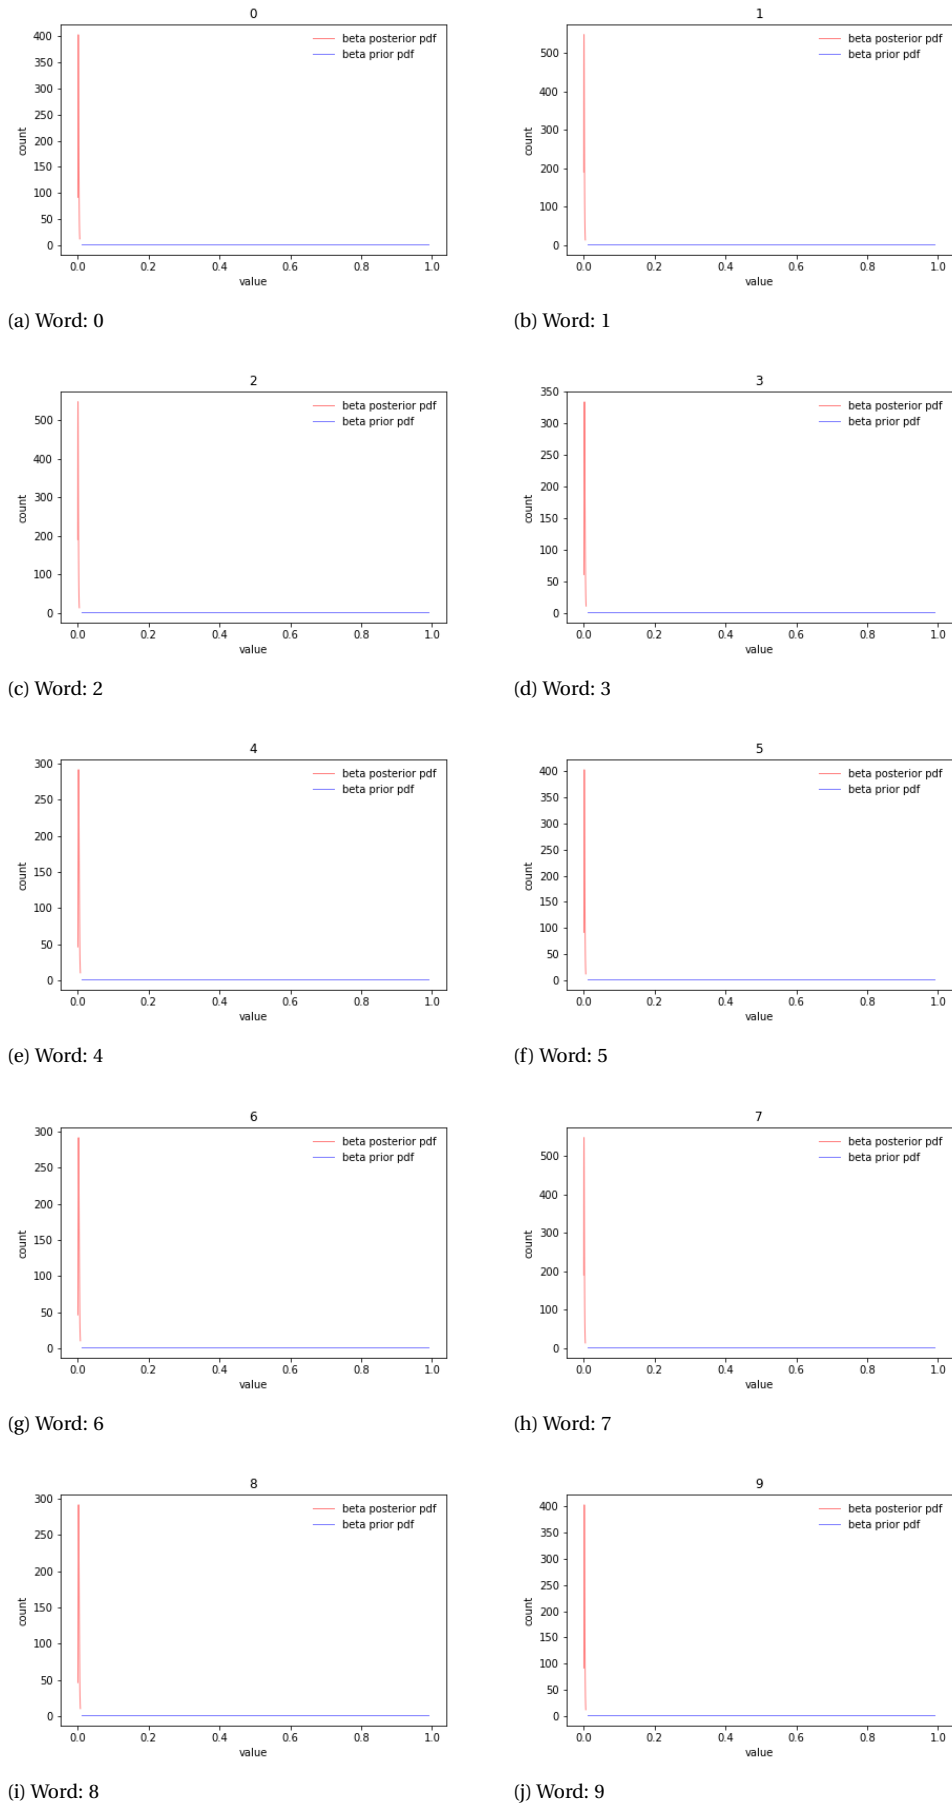 0
beta posterior pdf
beta prior pdf
400
350
300
250
200
150
100
50
0
count
0.0 0.2 0.4 0.6 0.8 1.0
value
(a) Word: 0
1
beta posterior pdf
beta prior pdf
500
400
300
200
100
0
count
0.0 0.2 0.4 0.6 0.8 1.0
value
(b) Word: 1
2
beta posterior pdf
beta prior pdf
500
400
300
200
100
0
count
0.0 0.2 0.4 0.6 0.8 1.0
value
(c) Word: 2
3
beta posterior pdf
beta prior pdf
350
300
250
200
150
100
50
0
count
0.0 0.2 0.4 0.6 0.8 1.0
value
(d) Word: 3
4
beta posterior pdf
beta prior pdf
300
250
200
150
100
50
0
count
0.0 0.2 0.4 0.6 0.8 1.0
value
(e) Word: 4
5
beta posterior pdf
beta prior pdf
400
350
300
250
200
150
100
50
0
count
0.0 0.2 0.4 0.6 0.8 1.0
value
(f) Word: 5
6
beta posterior pdf
beta prior pdf
300
250
200
150
100
50
0
count
0.0 0.2 0.4 0.6 0.8 1.0
value
(g) Word: 6
7
beta posterior pdf
beta prior pdf
500
400
300
200
100
0
count
0.0 0.2 0.4 0.6 0.8 1.0
value
(h) Word: 7
8
beta posterior pdf
beta prior pdf
300
250
200
150
100
50
0
count
0.0 0.2 0.4 0.6 0.8 1.0
value
(i) Word: 8
9
beta posterior pdf
beta prior pdf
400
350
300
250
200
150
100
50
0
count
0.0 0.2 0.4 0.6 0.8 1.0
value
(j) Word: 9